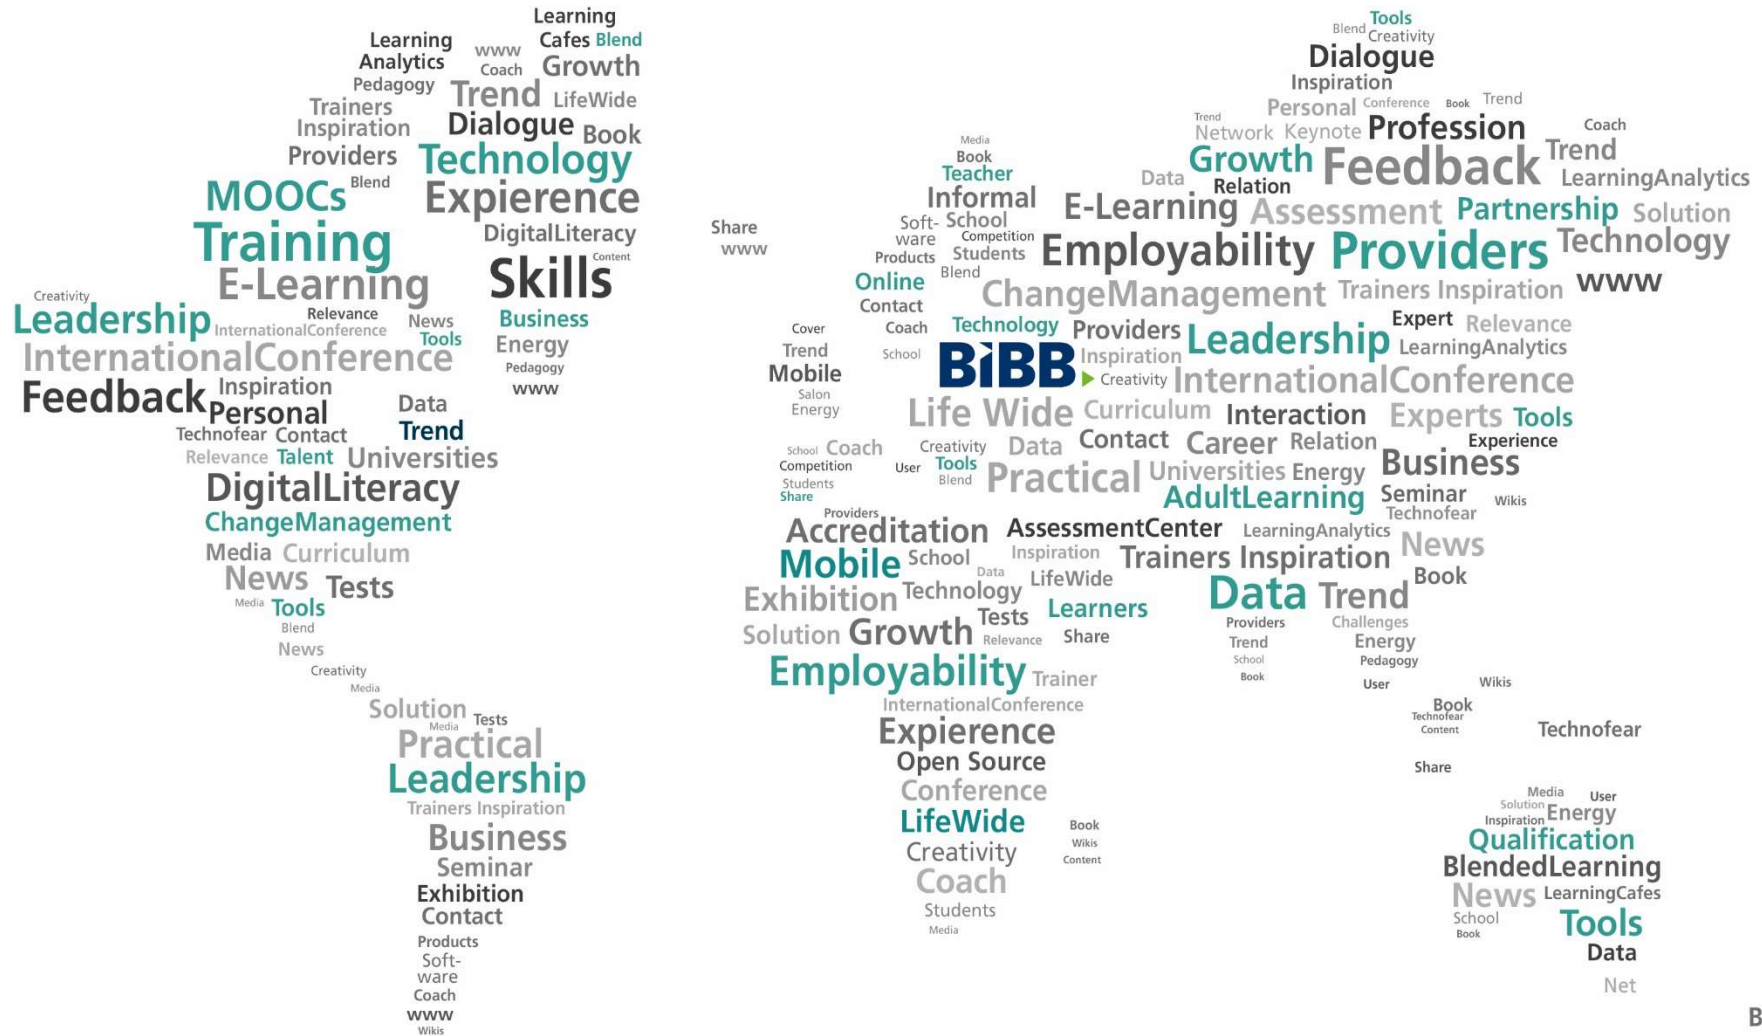 Learning
Cafes Blend
Learning
Analytics
www
Coach
Growth
Pedagogy
Trend LifeWide
Trainers
Inspiration
Dialogue Book
Providers
Technology
MOOCs Blend
Expierence
Training
DigitalLiteracy
Content
Skills
E-Learning
Creativity
Leadership
Relevance
InternationalConference
News
Tools
Business
Energy
InternationalConference
Pedagogy
www
Feedback
Inspiration
Personal
Data
Trend
Technofear Contact
Relevance Talent Universities
DigitalLiteracy
ChangeManagement
Media Curriculum
News Tests
Media Tools
Blend
News
Creativity
Media
Solution
Media Tests
Practical
Leadership
Trainers Inspiration
Business
Seminar
Exhibition
Contact
Products
Soft-
ware
Coach
www
Wikis
Share
www
Tools
Blend Creativity
Dialogue
Inspiration
Personal Conference Book Trend
Trend
Network Keynote Profession
Coach
Growth Feedback Trend
Data Relation
LearningAnalytics
Media
Book
Teacher
Informal
E-Learning Assessment Partnership Solution
Soft-
ware
School
Competition
Products Students
Employability Providers Technology
Blend
Online
ChangeManagement Trainers Inspiration www
Contact
Cover
Coach Technology Providers Leadership Expert Relevance
LearningAnalytics
Trend
School
BiBB
Inspiration
Creativity InternationalConference
Mobile
Salon
Energy
Life Wide Curriculum Interaction Experts Tools
School Coach Creativity Data Contact Career Relation Experience
Competition User Tools
Blend
Practical Universities Energy Business
Students
Share
AdultLearning Seminar Wikis
Technofear
Providers
Accreditation AssessmentCenter LearningAnalytics
Mobile School Inspiration Trainers Inspiration News
Data
LifeWide
Book
Exhibition Technology
Learners
Data Trend
Tests
Solution Growth Relevance Share
Providers
Challenges
Trend
Energy
School
Pedagogy
Book
User
Wikis
Employability Trainer
InternationalConference
Expierence
Open Source
Conference
LifeWide
Creativity
Coach
Students
Media
Book
Wikis
Content
Book
Technofear
Content
Technofear
Share
Media User
Solution
Inspiration Energy
Qualification
BlendedLearning
News LearningCafes
School
Book
Tools
Data
Net
B